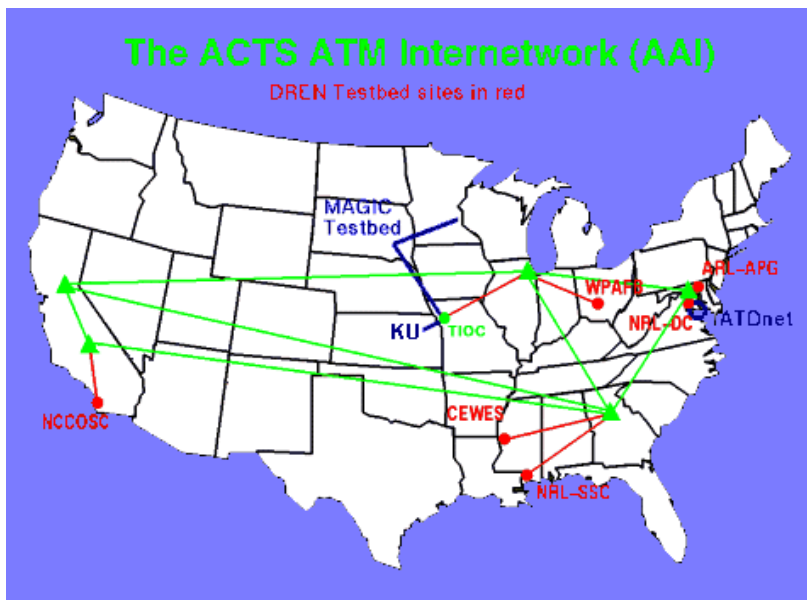 The ACTS ATM Internetwork (AAI)
DREN Testbed sites in red
MAGIC
Testbed
ARL-APG
WPAFB
NRL-DC
ATDnet
KU
TIOC
NCCOSC
CEWES
NRL-SSC